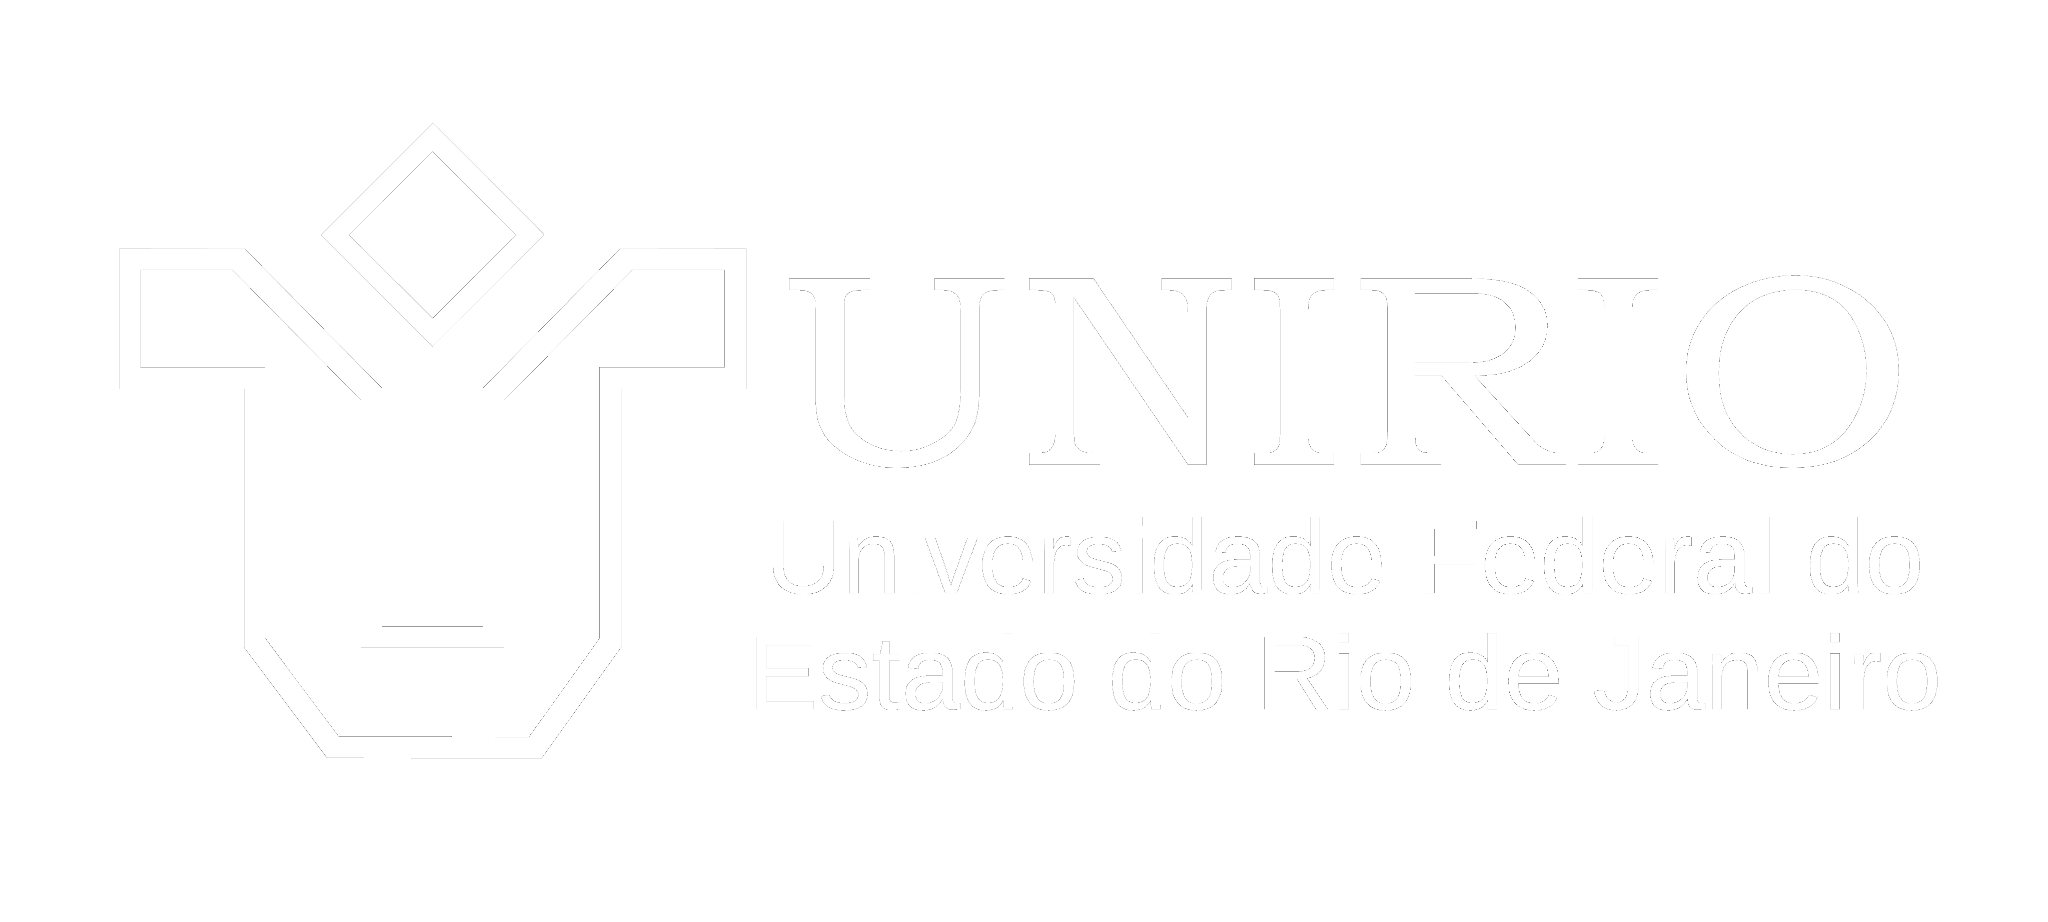 UNIRIO
Universidade Federal do
Estado do Rio de Janeiro